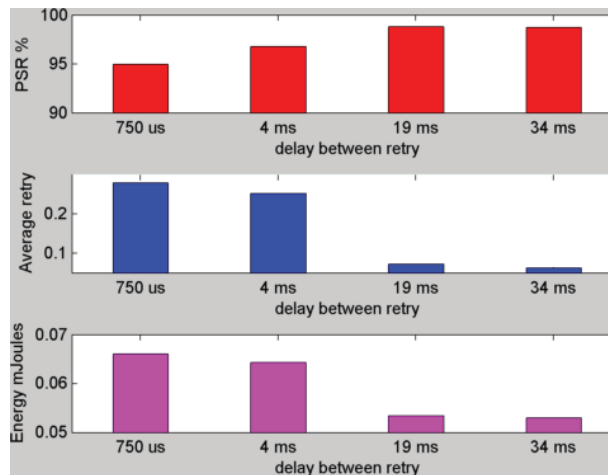 PSR %
100
95
90
750 us 4 ms 19 ms 34 ms
delay between retry
Average retry
0.2
0.1
750 us 4 ms 19 ms 34 ms
delay between retry
Energy mJoules
0.07
0.06
0.05
750 us 4 ms 19 ms 34 ms
delay between retry